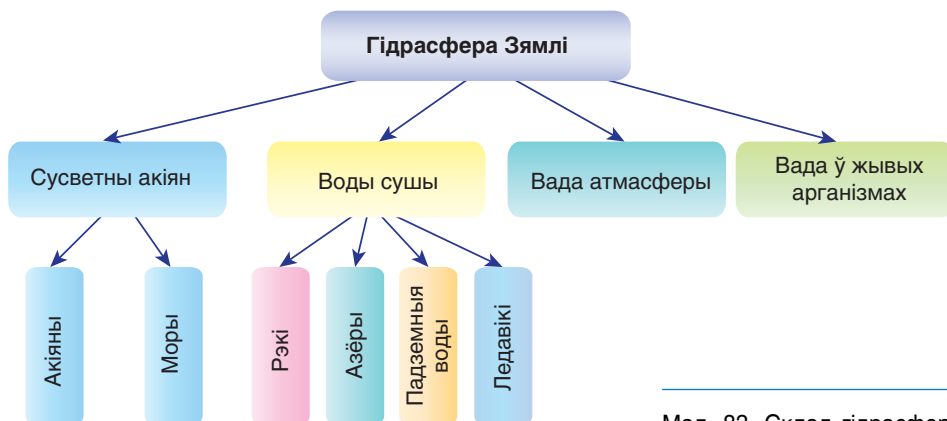 Гідрасфера Зямлі
Сусветны акіян
Воды сушы
Вада атмасферы
Вада ў жывых
арганізмах
Акіяны
Моры
Рэкі
Азёры
Падземныя
воды
Ледавікі